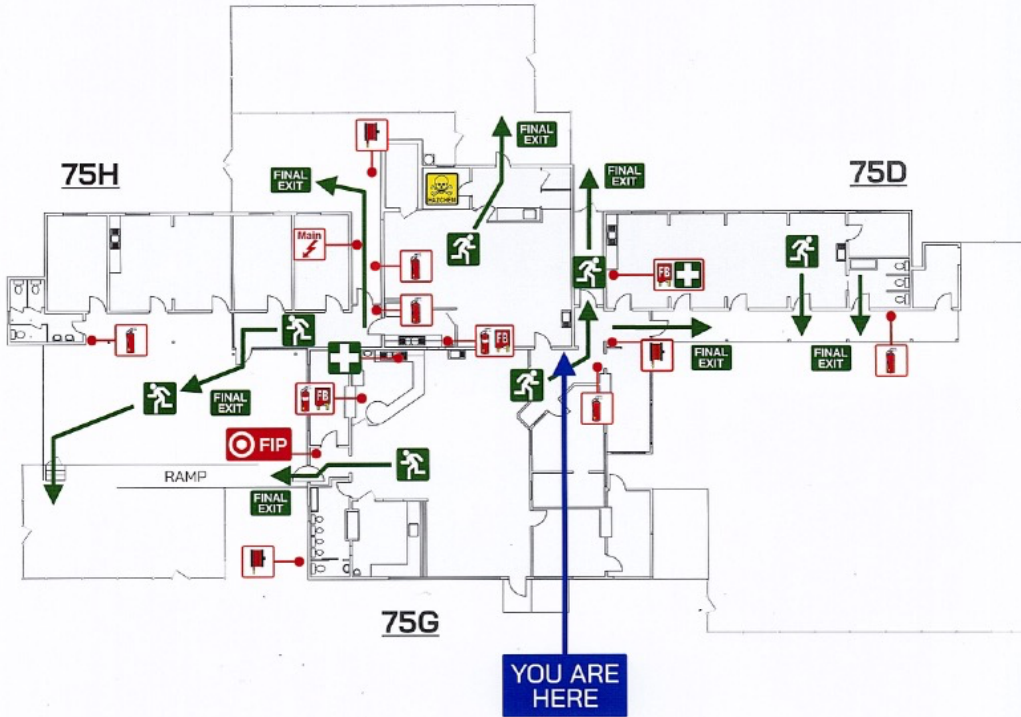 FINAL
EXIT
75H
FINAL
EXIT
HAZCHEM
FINAL
EXIT
75D
Main
FB
FB
FINAL
EXIT
FINAL
EXIT
FINAL
EXIT
FB
FIP
RAMP
FINAL
EXIT
75G
YOU ARE
HERE